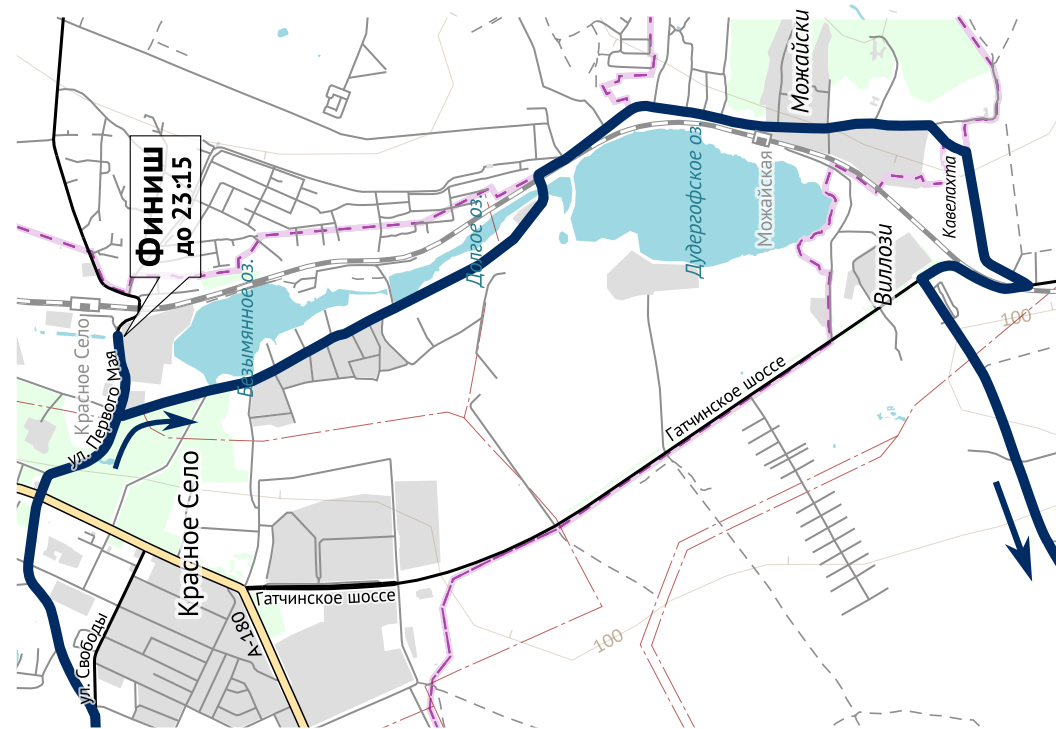 Финиш
до 23:15
Можайски
Можайская
Дудергофское оз.
Кавелахта
Долгое оз.
Виллози
Безымянное оз.
Красное Село
ул. Первого Мая
100
Гатчинское шоссе
Красное Село
Гатчинское шоссе
А-180
ул. Свободы
100